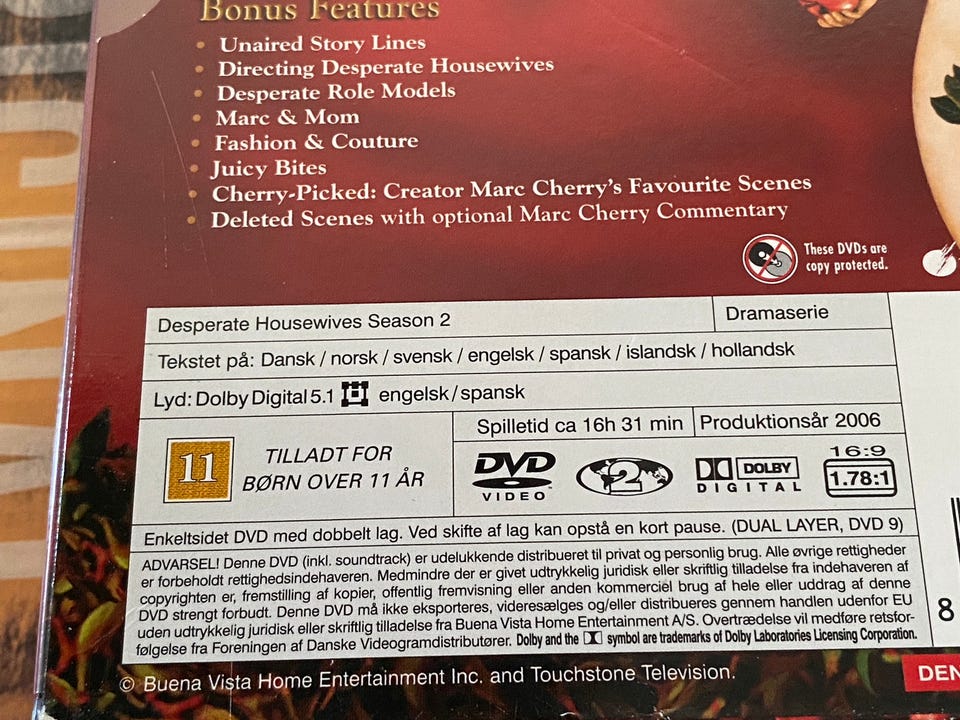 Bonus Features
• Unaired Story Lines
• Directing Desperate Housewives
• Desperate Role Models
• Marc & Mom
• Fashion & Couture
• Juicy Bites
• Cherry-Picked: Creator Marc Cherry's Favourite Scenes
• Deleted Scenes with optional Marc Cherry Commentary
These DVDs are
copy protected.
Desperate Housewives Season 2
Dramaserie
Tekstet på: Dansk / norsk / svensk / engelsk / spansk / islandsk / hollandsk
Lyd: Dolby Digital 5.1 engelsk / spansk
11
TILLADT FOR
BØRN OVER 11 ÅR
Spilletid ca 16h 31 min
Produktionsår 2006
DVD
VIDEO™
2
DOLBY
DIGITAL
16:9
1.78:1
Enkeltsidet DVD med dobbelt lag. Ved skifte af lag kan opstå en kort pause. (DUAL LAYER, DVD 9)
ADVARSEL! Denne DVD (inkl. soundtrack) er udelukkende distribueret til privat og personlig brug. Alle øvrige rettigheder
er forbeholdt rettighedsindehaveren. Medmindre der er givet udtrykkelig juridisk eller skriftlig tilladelse fra indehaveren af
copyrighten er, fremstilling af kopier, offentlig fremvisning eller anden kommerciel brug af hele eller uddrag af denne
DVD strengt forbudt. Denne DVD må ikke eksporteres, videresælges og/eller distribueres gennem handlen udenfor EU
uden udtrykkelig juridisk eller skriftlig tilladelse fra Buena Vista Home Entertainment A/S. Overtrædelse vil medføre retsfor-
følgelse fra Foreningen af Danske Videogramdistributører. Dolby and the symbol are trademarks of Dolby Laboratories Licensing Corporation.
8
© Buena Vista Home Entertainment Inc. and Touchstone Television.
DEN